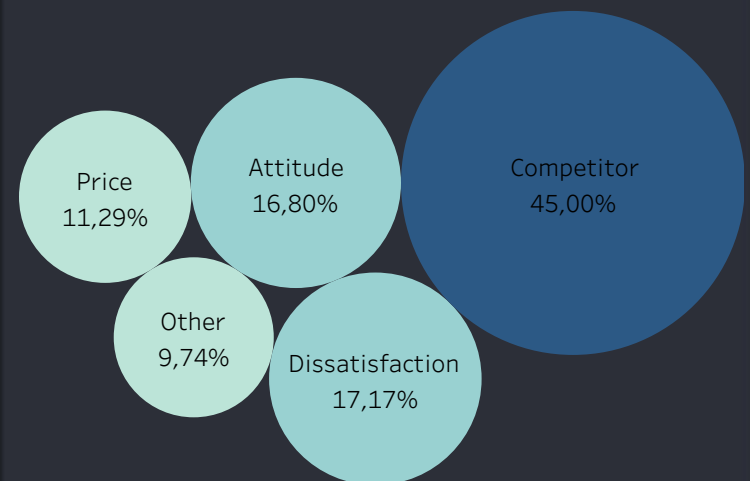 Price
11,29%
Attitude
16,80%
Competitor
45,00%
Other
9,74%
Dissatisfaction
17,17%